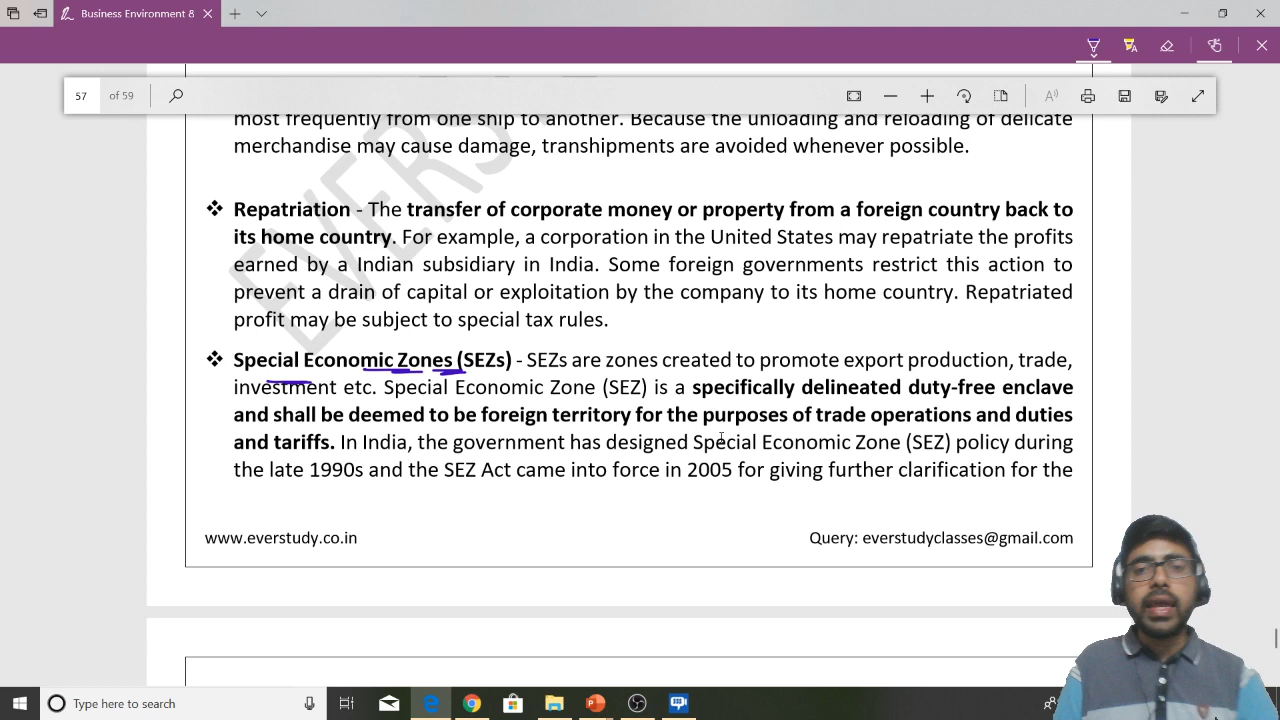 Business Environment 8
57 of 59
most frequently from one ship to another. Because the unloading and reloading of delicate
merchandise may cause damage, transhipments are avoided whenever possible.
❖ Repatriation - The transfer of corporate money or property from a foreign country back to
its home country. For example, a corporation in the United States may repatriate the profits
earned by a Indian subsidiary in India. Some foreign governments restrict this action to
prevent a drain of capital or exploitation by the company to its home country. Repatriated
profit may be subject to special tax rules.
❖ Special Economic Zones (SEZs) - SEZs are zones created to promote export production, trade,
investment etc. Special Economic Zone (SEZ) is a specifically delineated duty-free enclave
and shall be deemed to be foreign territory for the purposes of trade operations and duties
and tariffs. In India, the government has designed Special Economic Zone (SEZ) policy during
the late 1990s and the SEZ Act came into force in 2005 for giving further clarification for the
www.everstudy.co.in Query: everstudyclasses@gmail.com
EVERS
Type here to search